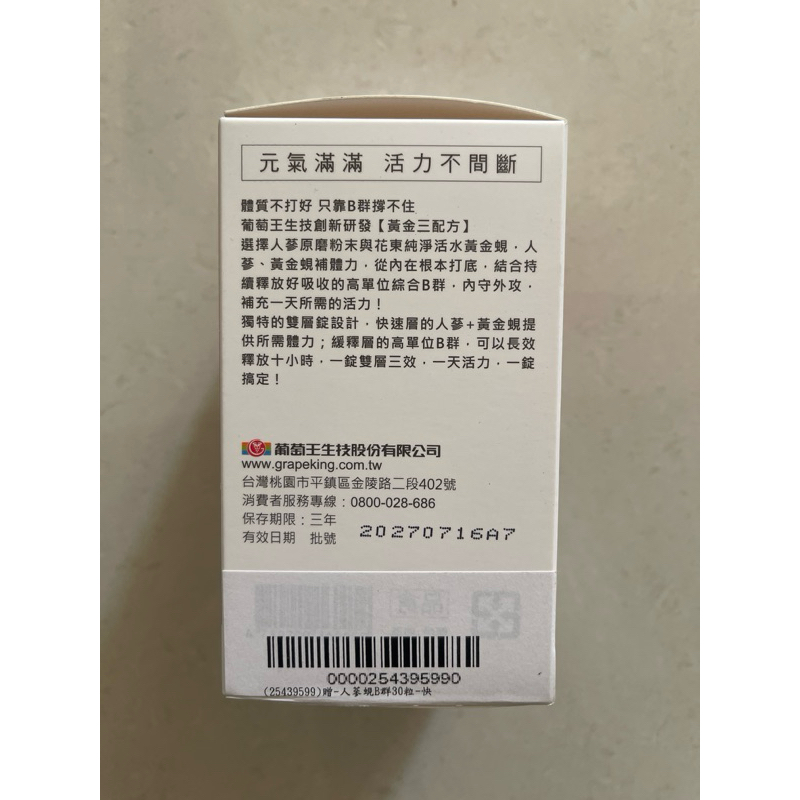 元氣滿滿 活力不間斷
體質不打好 只靠B群撐不住
葡萄王生技創新研發【黃金三配方】
選擇人蔘原磨粉末與花東純淨活水黃金蜆，人
蔘、黃金蜆補體力，從內在根本打底，結合持
續釋放好吸收的高單位綜合B群，內守外攻，
補充一天所需的活力！
獨特的雙層錠設計，快速層的人蔘+黃金蜆提
供所需體力；緩釋層的高單位B群，可以長效
釋放十小時，一錠雙層三效，一天活力，一錠
搞定！
葡萄王生技股份有限公司
www.grapeking.com.tw
台灣桃園市平鎮區金陵路二段402號
消費者服務專線：0800-028-686
保存期限：三年
有效日期 批號 20270716A7
0000254395990
(25439599)贈-人蔘蜆B群30粒-快